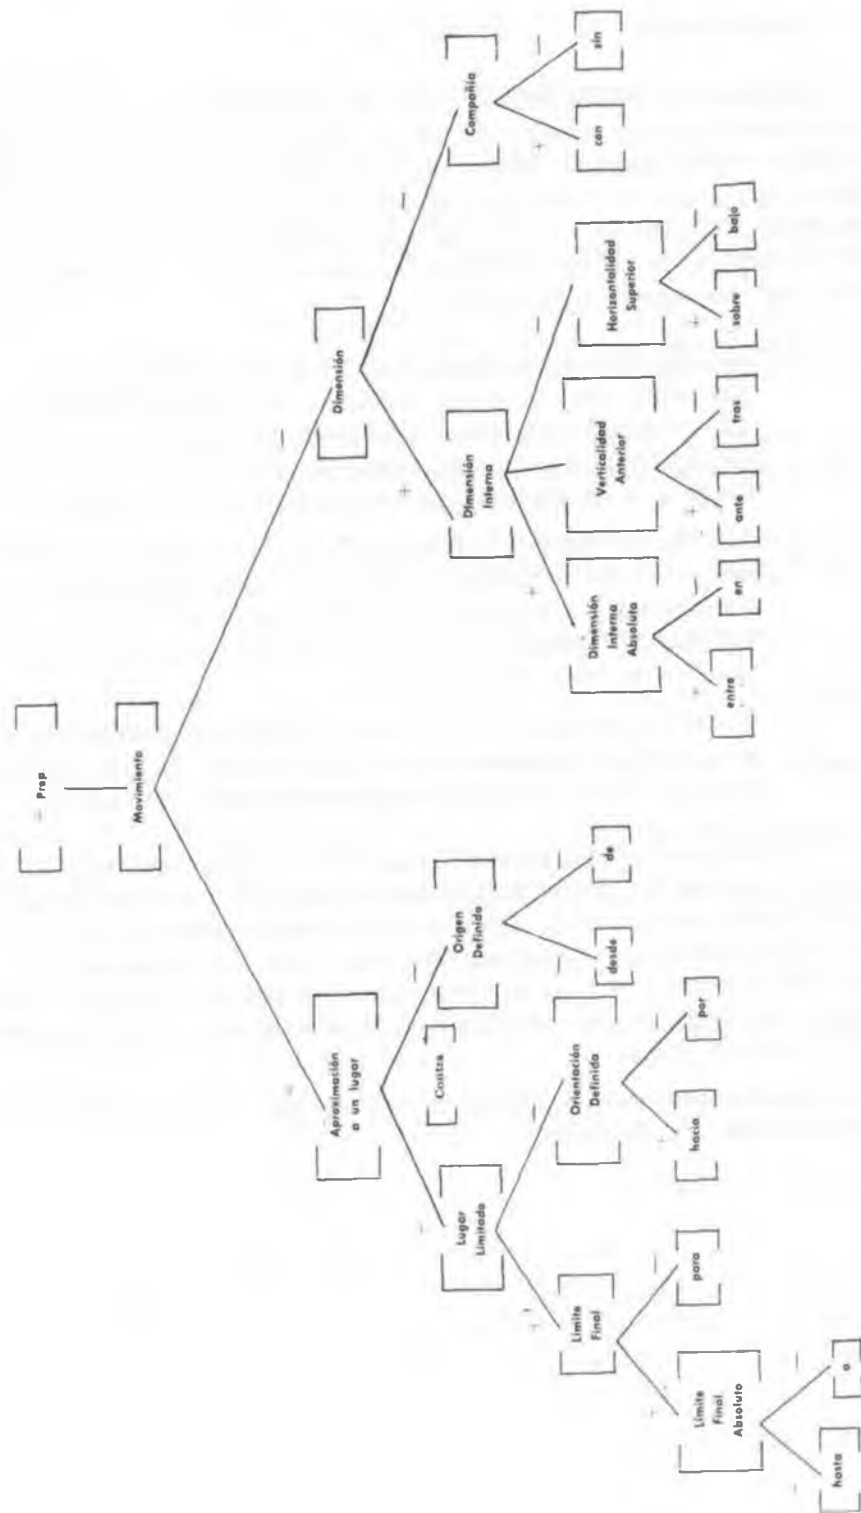 + Prep.
Movimiento
+
−
Aproximación
a un lugar
Dimensión
+
−
+
−
Lugar
Limitado
Contra
Origen
Definido
Dimensión
Interna
Compañía
+
−
−
−
+
−
+
−
Límite
Final
Orientación
Definida
desde
de
Dimensión
Interna
Absoluta
Verticalidad
Anterior
Horizontalidad
Superior
con
sin
+
−
+
−
+
−
+
−
+
−
Límite
Final
Absoluto
para
hacia
por
entre
en
ante
tras
sobre
bajo
−
−
hasta
a